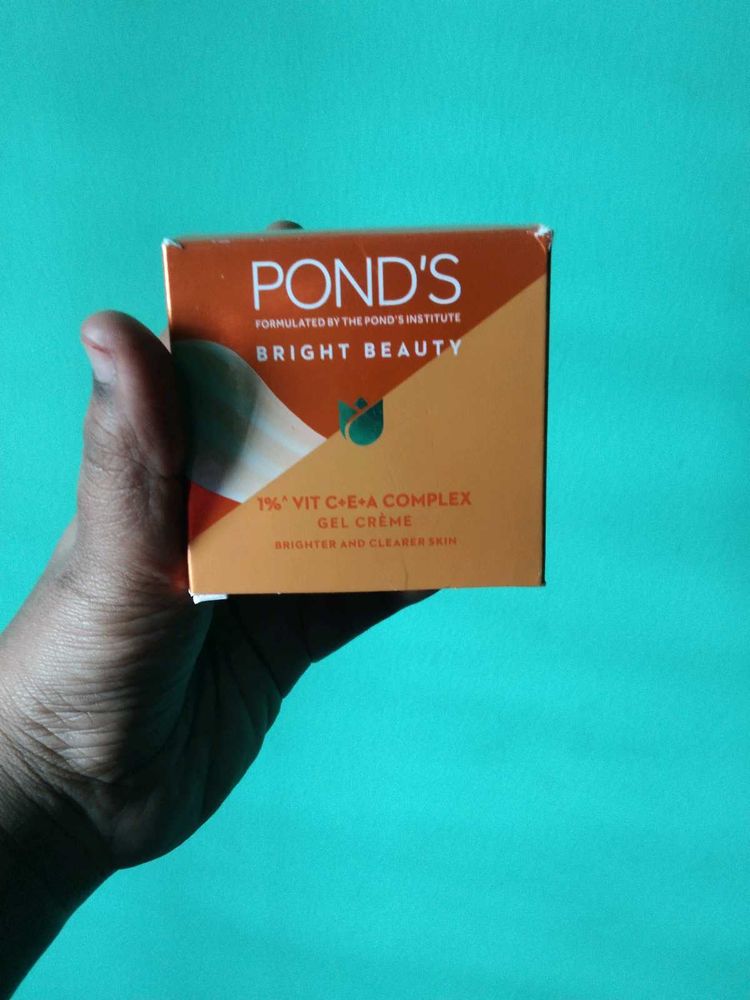 POND'S
FORMULATED BY THE POND'S INSTITUTE
BRIGHT BEAUTY
1%^ VIT C+E+A COMPLEX
GEL CRÈME
BRIGHTER AND CLEARER SKIN